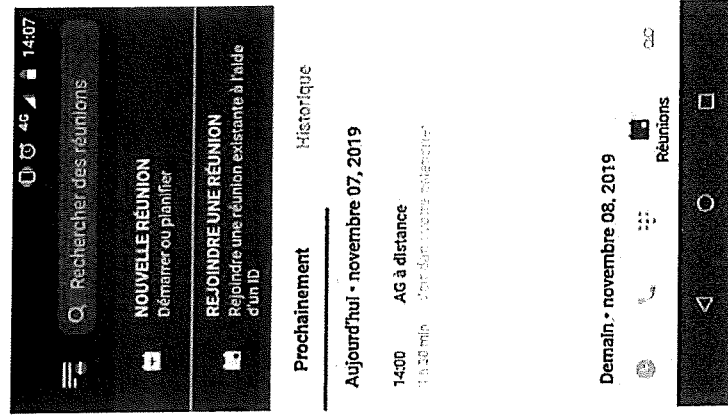 4G 14:07
Rechercher des réunions
NOUVELLE RÉUNION
Démarrer ou planifier
REJOINDRE UNE RÉUNION
Rejoindre une réunion existante à l'aide
d'un ID
Prochainement Historique
Aujourd'hui • novembre 07, 2019
14:00 AG à distance
Demain • novembre 08, 2019
Réunions